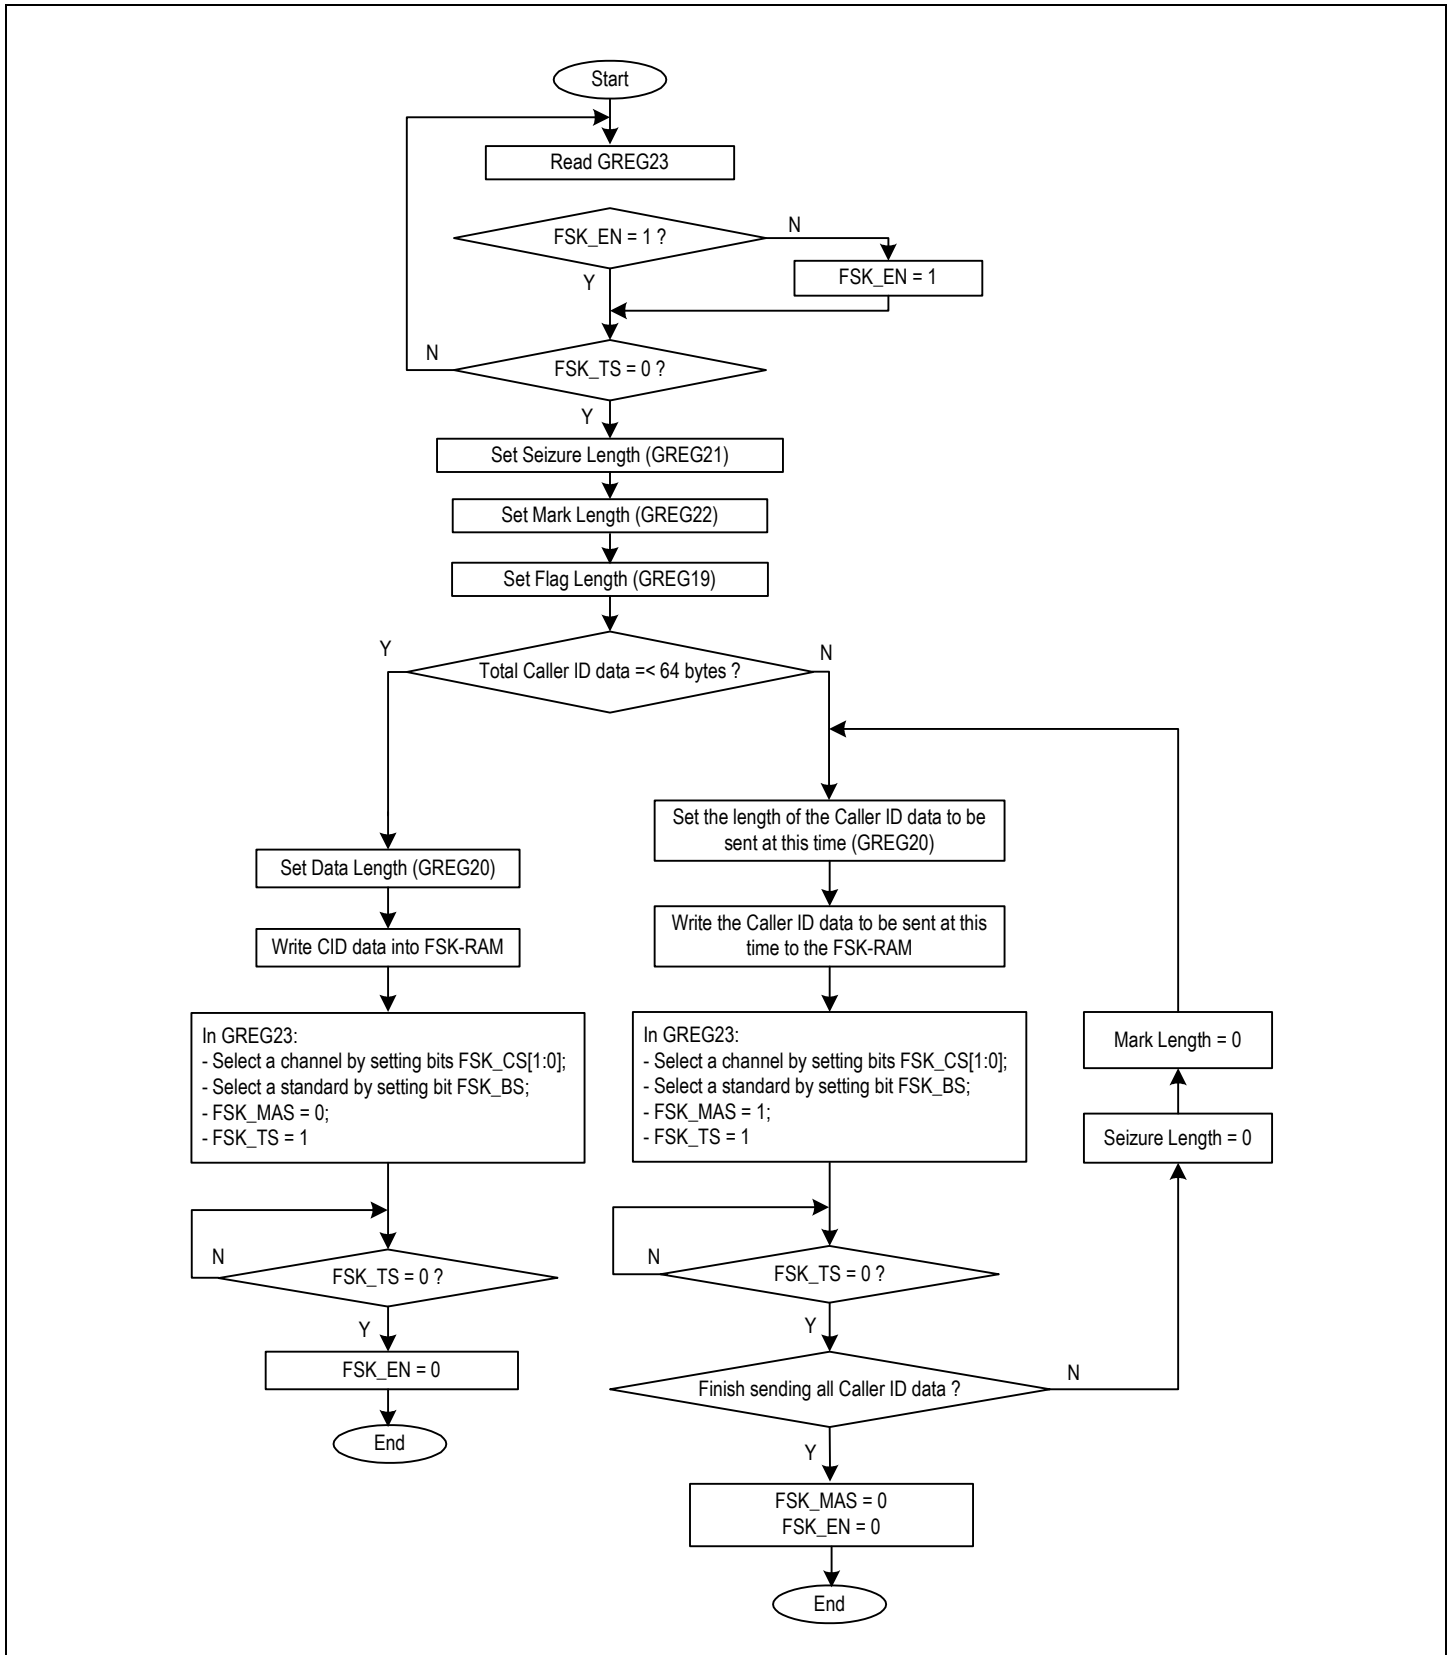 Start
Read GREG23
FSK_EN = 1 ?
N
FSK_EN = 1
Y
N
FSK_TS = 0 ?
Y
Set Seizure Length (GREG21)
Set Mark Length (GREG22)
Set Flag Length (GREG19)
Y
Total Caller ID data =< 64 bytes ?
N
Set Data Length (GREG20)
Write CID data into FSK-RAM
In GREG23:
- Select a channel by setting bits FSK_CS[1:0];
- Select a standard by setting bit FSK_BS;
- FSK_MAS = 0;
- FSK_TS = 1
N
FSK_TS = 0 ?
Y
FSK_EN = 0
End
Set the length of the Caller ID data to be
sent at this time (GREG20)
Write the Caller ID data to be sent at this
time to the FSK-RAM
In GREG23:
- Select a channel by setting bits FSK_CS[1:0];
- Select a standard by setting bit FSK_BS;
- FSK_MAS = 1;
- FSK_TS = 1
N
FSK_TS = 0 ?
Y
Finish sending all Caller ID data ?
N
Seizure Length = 0
Mark Length = 0
Y
FSK_MAS = 0
FSK_EN = 0
End